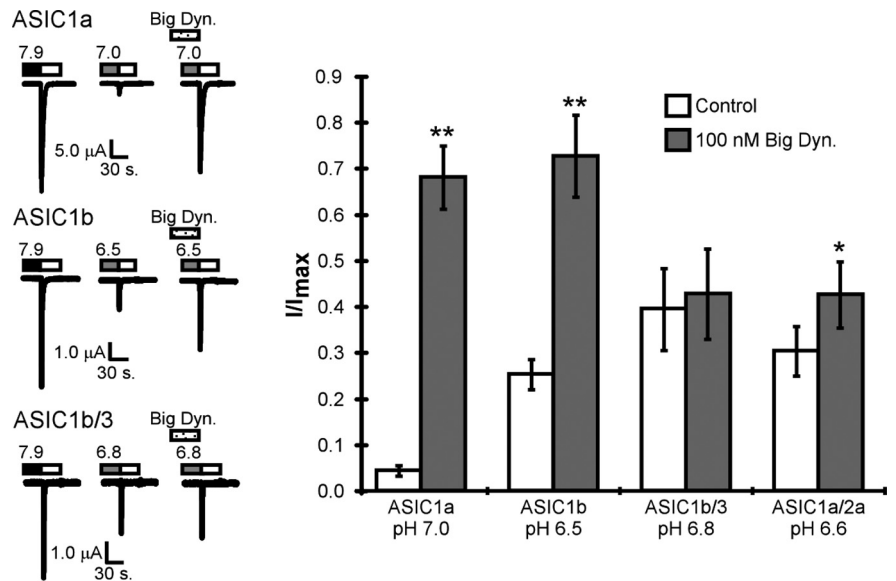 ASIC1a
Big Dyn.
7.9 7.0 7.0
5.0 µA
30 s.
ASIC1b
Big Dyn.
7.9 6.5 6.5
1.0 µA
30 s.
ASIC1b/3
Big Dyn.
7.9 6.8 6.8
1.0 µA
30 s.
I/Imax
0.9
0.8
0.7
0.6
0.5
0.4
0.3
0.2
0.1
0.0
Control
100 nM Big Dyn.
** ** *
ASIC1a ASIC1b ASIC1b/3 ASIC1a/2a
pH 7.0 pH 6.5 pH 6.8 pH 6.6